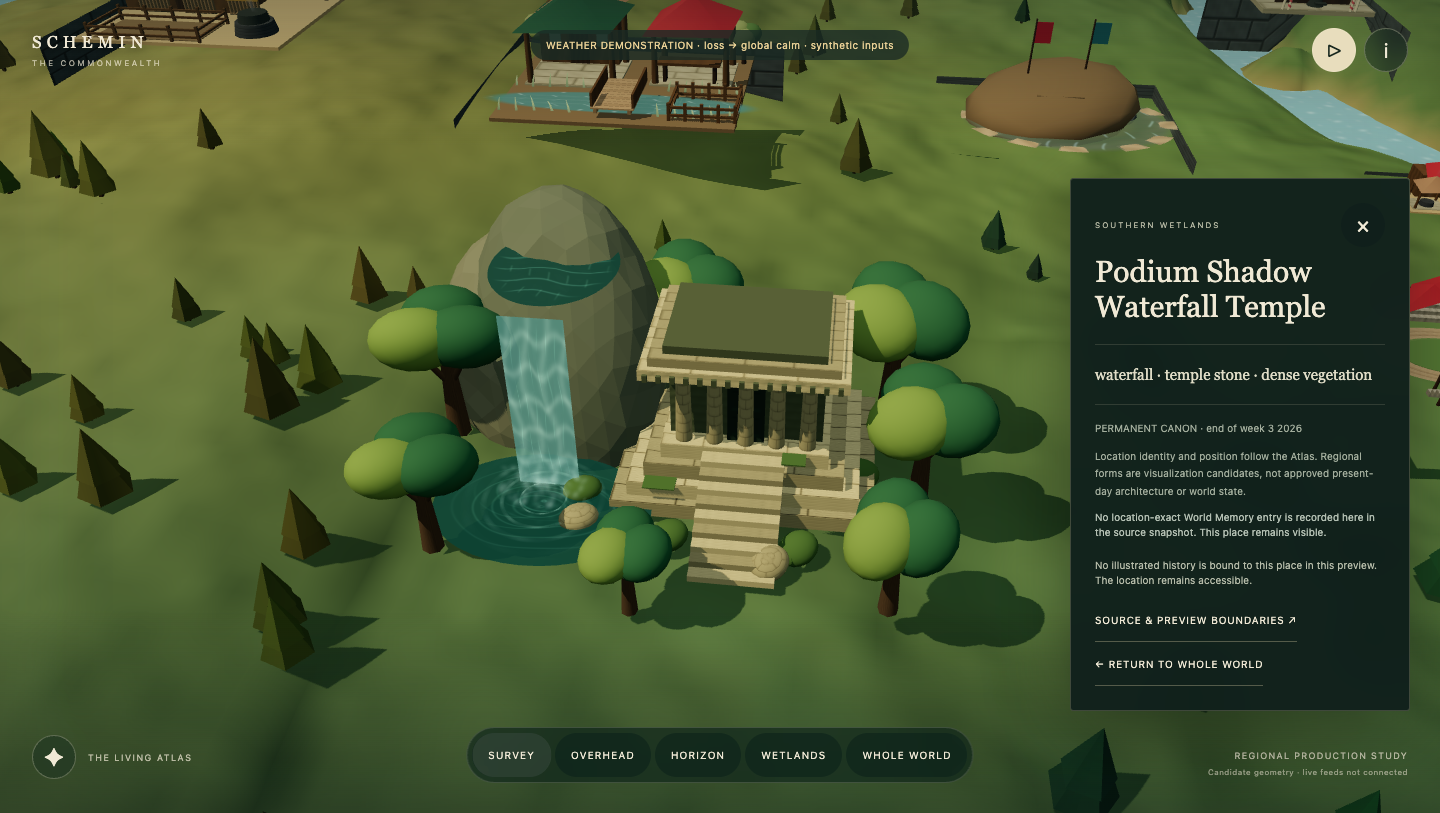 SCHEMIN
THE COMMONWEALTH
WEATHER DEMONSTRATION · loss → global calm · synthetic inputs
i
SOUTHERN WETLANDS
Podium Shadow
Waterfall Temple
waterfall · temple stone · dense vegetation
PERMANENT CANON · end of week 3 2026
Location identity and position follow the Atlas. Regional
forms are visualization candidates, not approved present-
day architecture or world state.
No location-exact World Memory entry is recorded here in
the source snapshot. This place remains visible.
No illustrated history is bound to this place in this preview.
The location remains accessible.
SOURCE & PREVIEW BOUNDARIES ↗
← RETURN TO WHOLE WORLD
THE LIVING ATLAS
SURVEY OVERHEAD HORIZON WETLANDS WHOLE WORLD
REGIONAL PRODUCTION STUDY
Candidate geometry · live feeds not connected